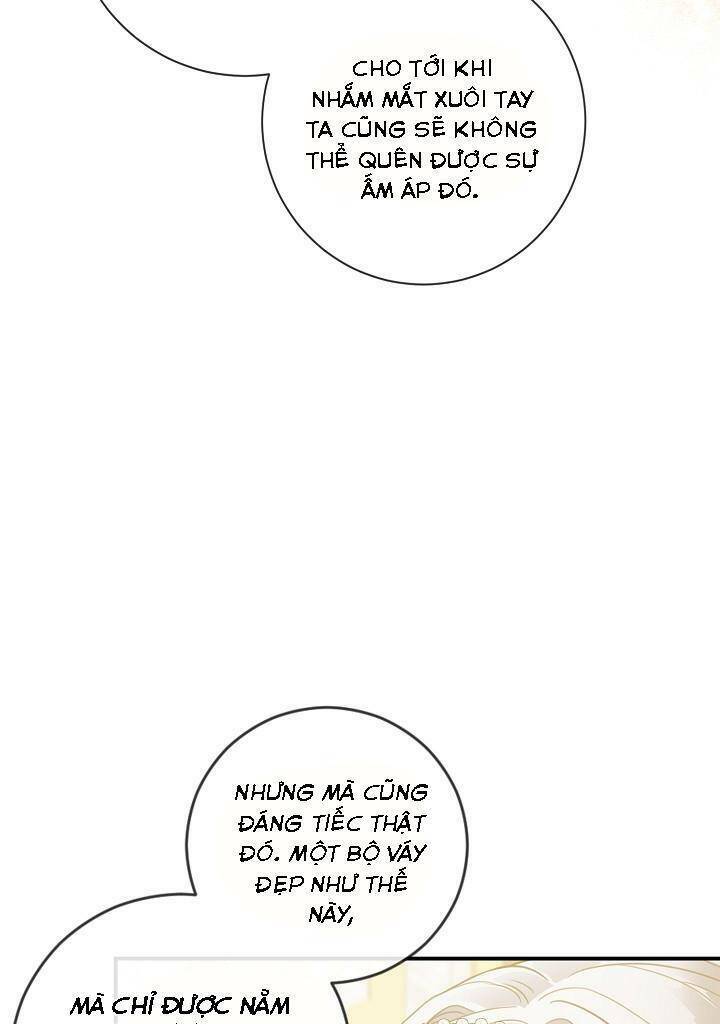 CHO TỚI KHI
NHẮM MẮT XUÔI TAY
TA CŨNG SẼ KHÔNG
THỂ QUÊN ĐƯỢC SỰ
ẤM ÁP ĐÓ.
NHƯNG MÀ CŨNG
ĐÁNG TIẾC THẬT
ĐÓ. MỘT BỘ VÁY
ĐẸP NHƯ THẾ
NÀY,
MÀ CHỈ ĐƯỢC NẰM